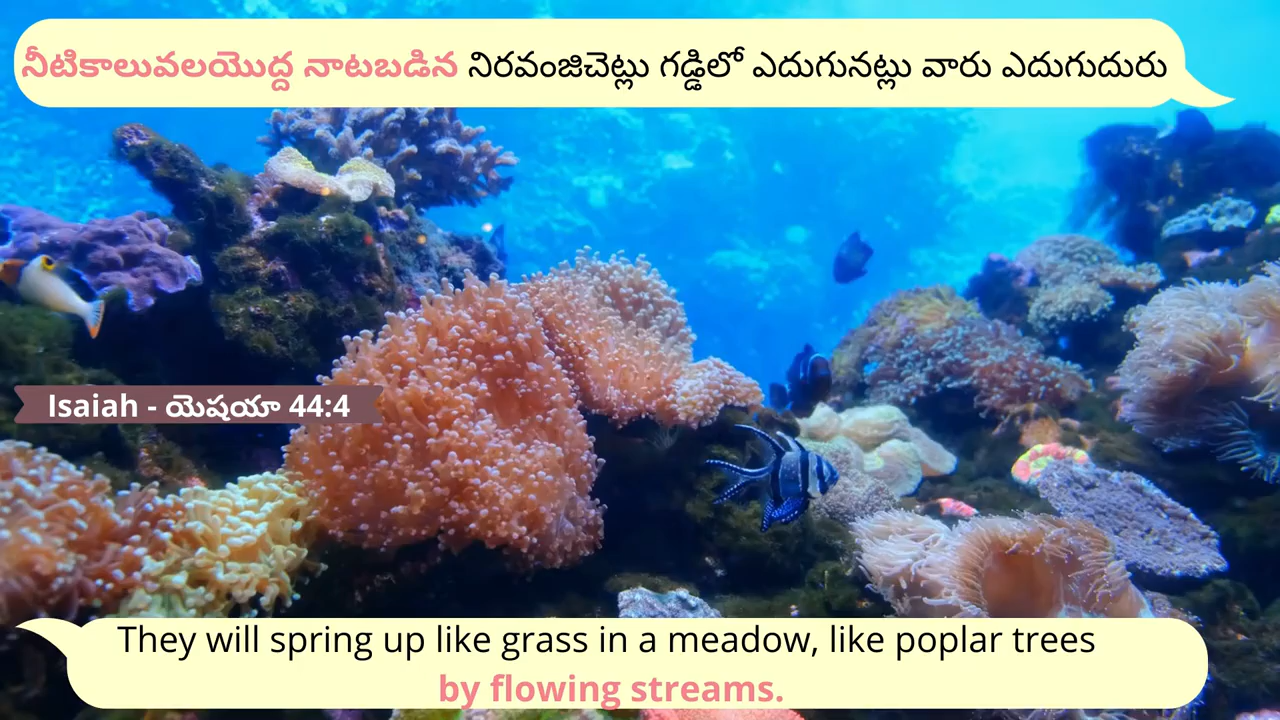 నీటికాలువలయొద్ద నాటబడిన నిరవంజిచెట్లు గడ్డిలో ఎదుగునట్లు వారు ఎదుగుదురు
Isaiah - యెషయా 44:4
They will spring up like grass in a meadow, like poplar trees
by flowing streams.